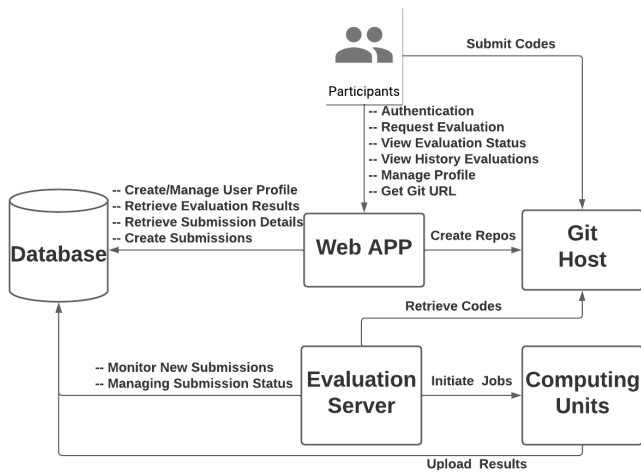 Submit Codes
Participants
-- Authentication
-- Request Evaluation
-- View Evaluation Status
-- View History Evaluations
-- Manage Profile
-- Get Git URL
-- Create/Manage User Profile
-- Retrieve Evaluation Results
-- Retrieve Submission Details
-- Create Submissions
Database
Web APP
Create Repos
Git
Host
Retrieve Codes
-- Monitor New Submissions
-- Managing Submission Status
Evaluation
Server
Initiate Jobs
Computing
Units
Upload Results